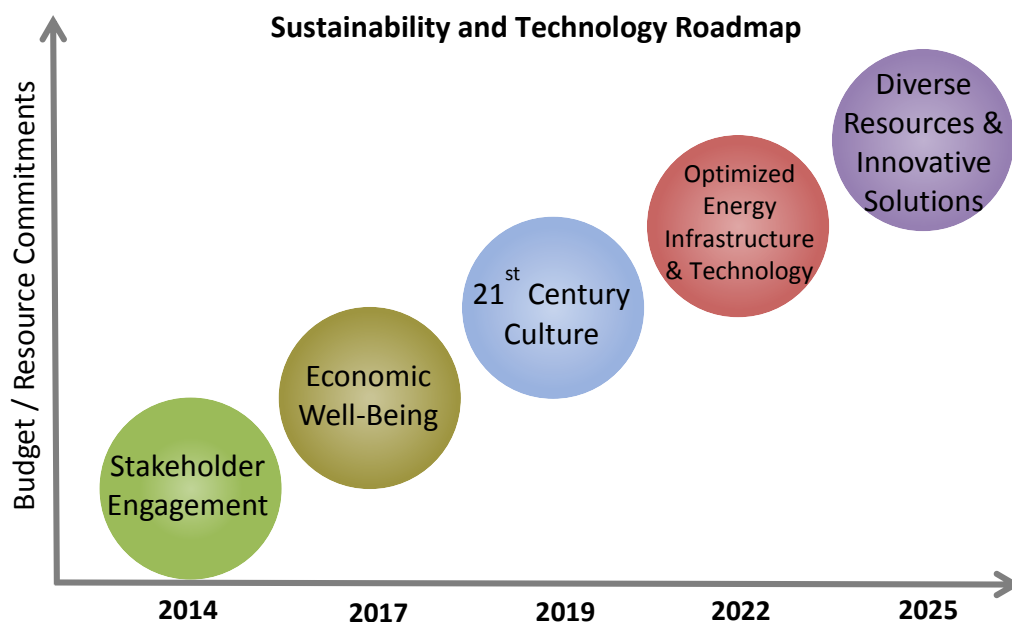 Sustainability and Technology Roadmap
Budget / Resource Commitments
Diverse
Resources &
Innovative
Solutions
Optimized
Energy
Infrastructure
& Technology
21st Century
Culture
Economic
Well-Being
Stakeholder
Engagement
2014 2017 2019 2022 2025